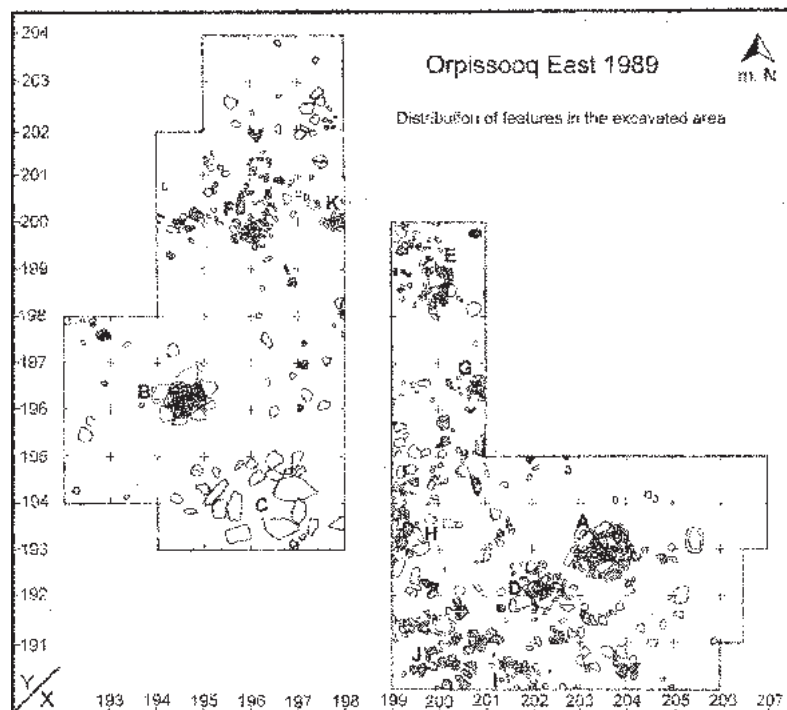 Orpissooq East 1989
m. N
Distribution of features in the excavated area
204
203
202
201
200
199
198
197
196
195
194
193
192
191
F
K
E
G
B
C
A
H
D
J
I
Y
X
193 194 195 196 197 198 199 200 201 202 203 204 205 206 207